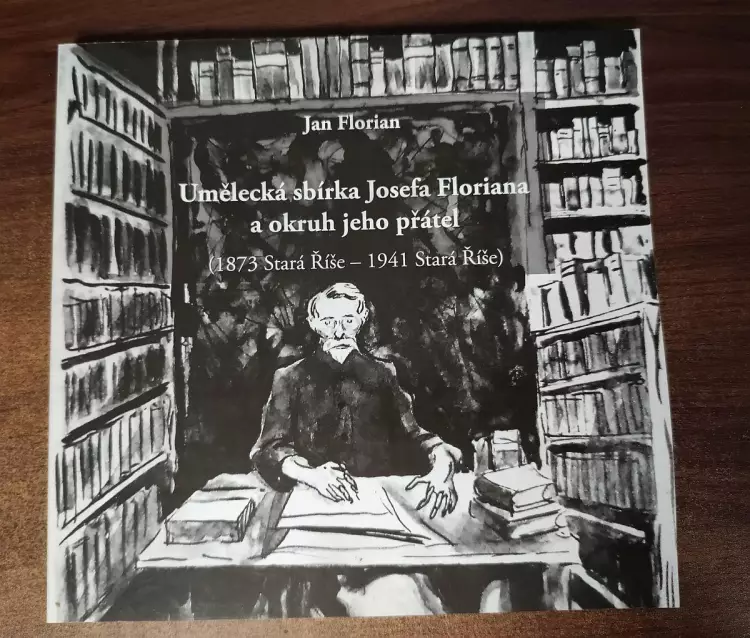 Jan Florian
Umělecká sbírka Josefa Floriana
a okruh jeho přátel
(1873 Stará Říše – 1941 Stará Říše)